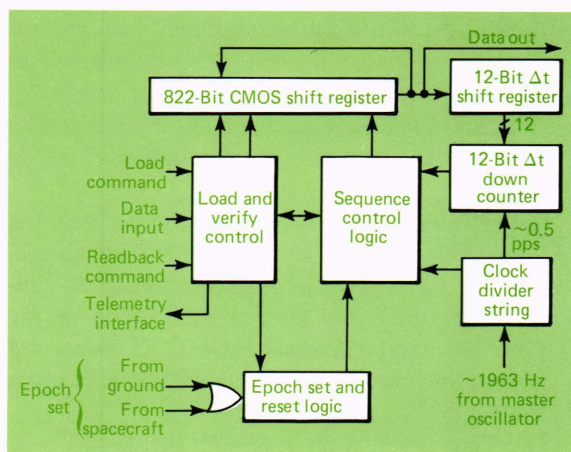 Data out
822-Bit CMOS shift register
12-Bit Δt
shift register
12
Load
command
Data
input
Readback
command
Telemetry
interface
Load and
verify
control
Sequence
control
logic
12-Bit Δt
down
counter
~0.5
pps
Clock
divider
string
Epoch
set
From
ground
From
spacecraft
Epoch set and
reset logic
~1963 Hz
from master
oscillator